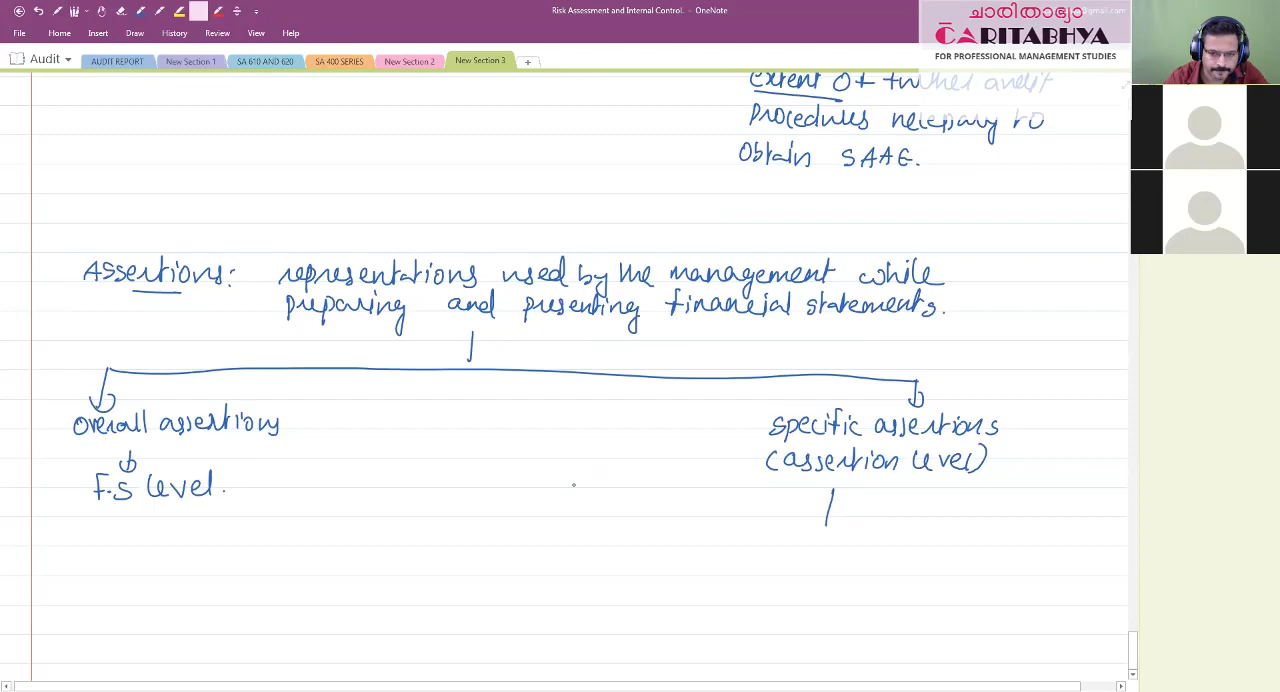 Risk Assessment and Internal Control. - OneNote
@gmail.com
ചാരിതാഭ്യാ
CARITABHYA
FOR PROFESSIONAL MANAGEMENT STUDIES
File Home Insert Draw History Review View Help
Audit
AUDIT REPORT New Section 1 SA 610 AND 620 SA 400 SERIES New Section 2 New Section 3 +
Extent of further audit
Procedures necessary to
Obtain SAAE.
Assertions: representations used by the management while
preparing and presenting financial statements.
Overall assertions
F.S level.
Specific assertions
(assertion level)